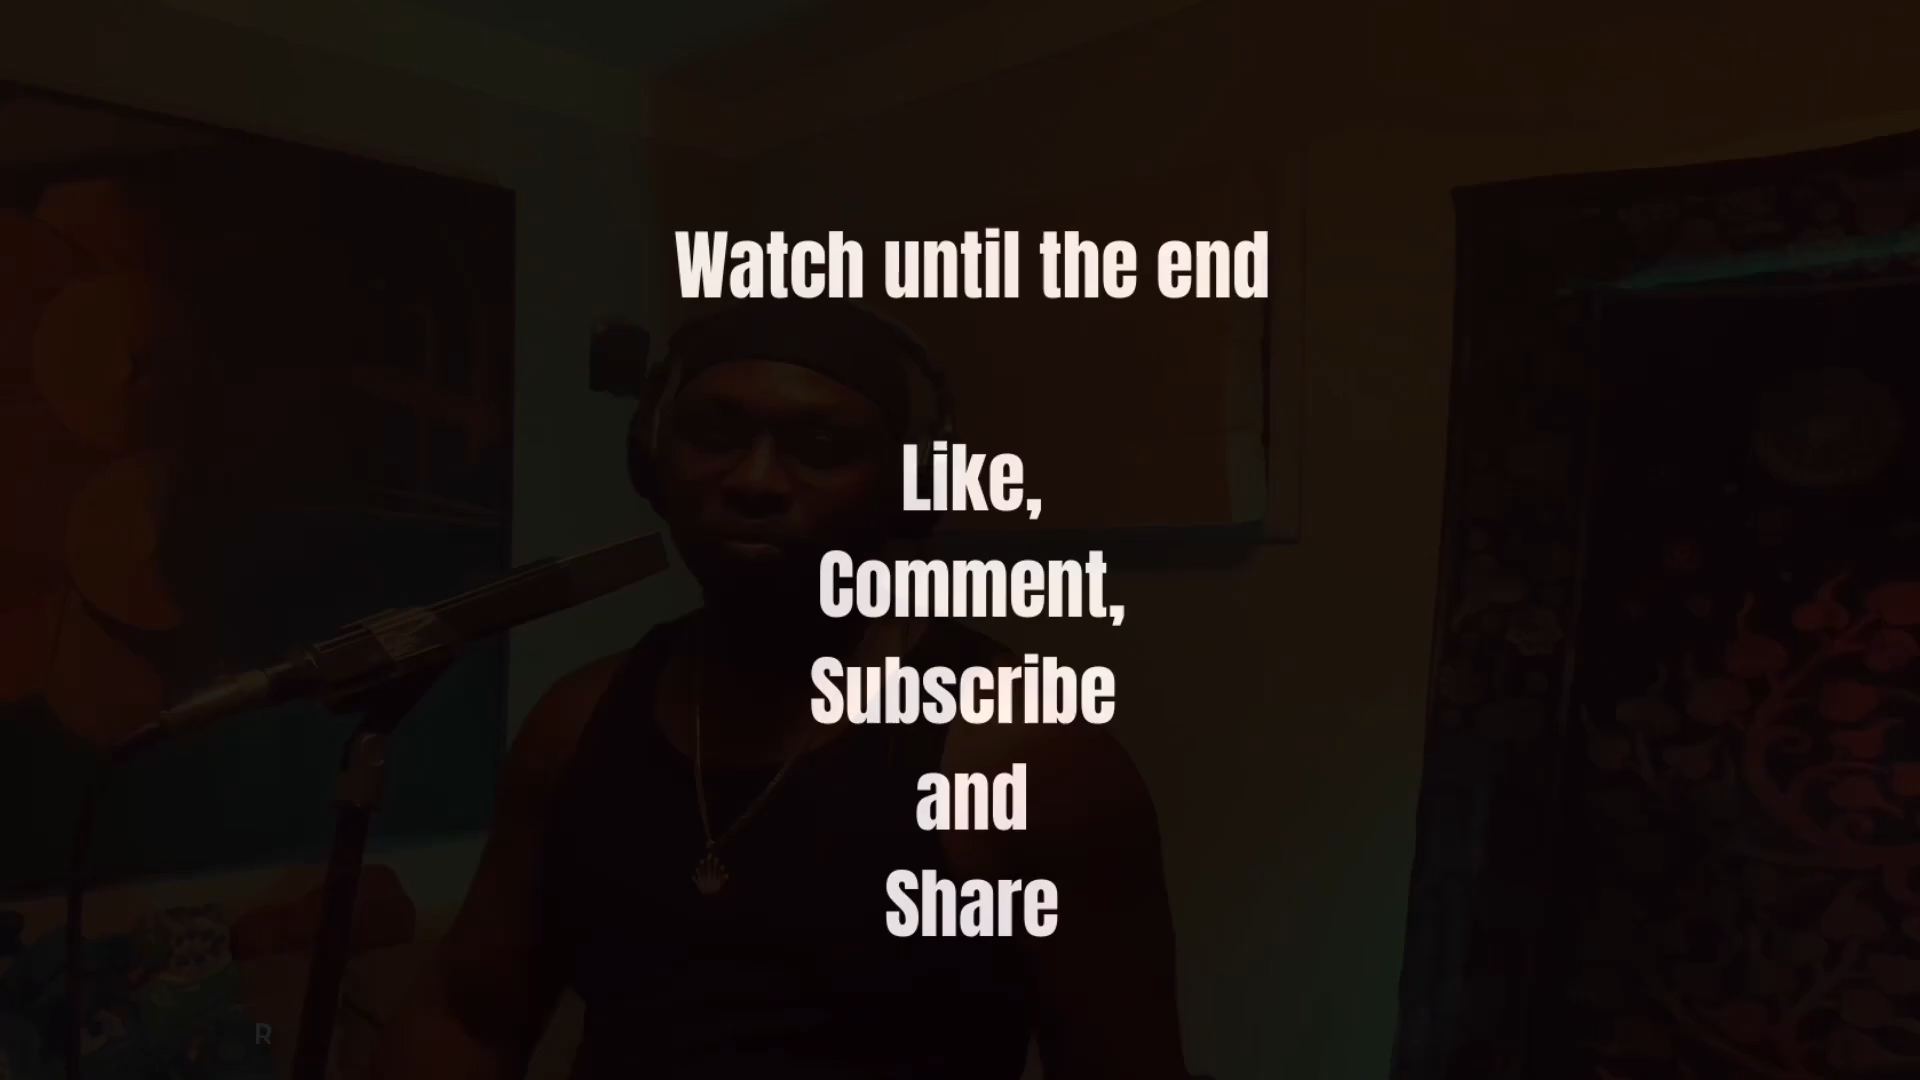 Watch until the end
Like,
Comment,
Subscribe
and
Share
R